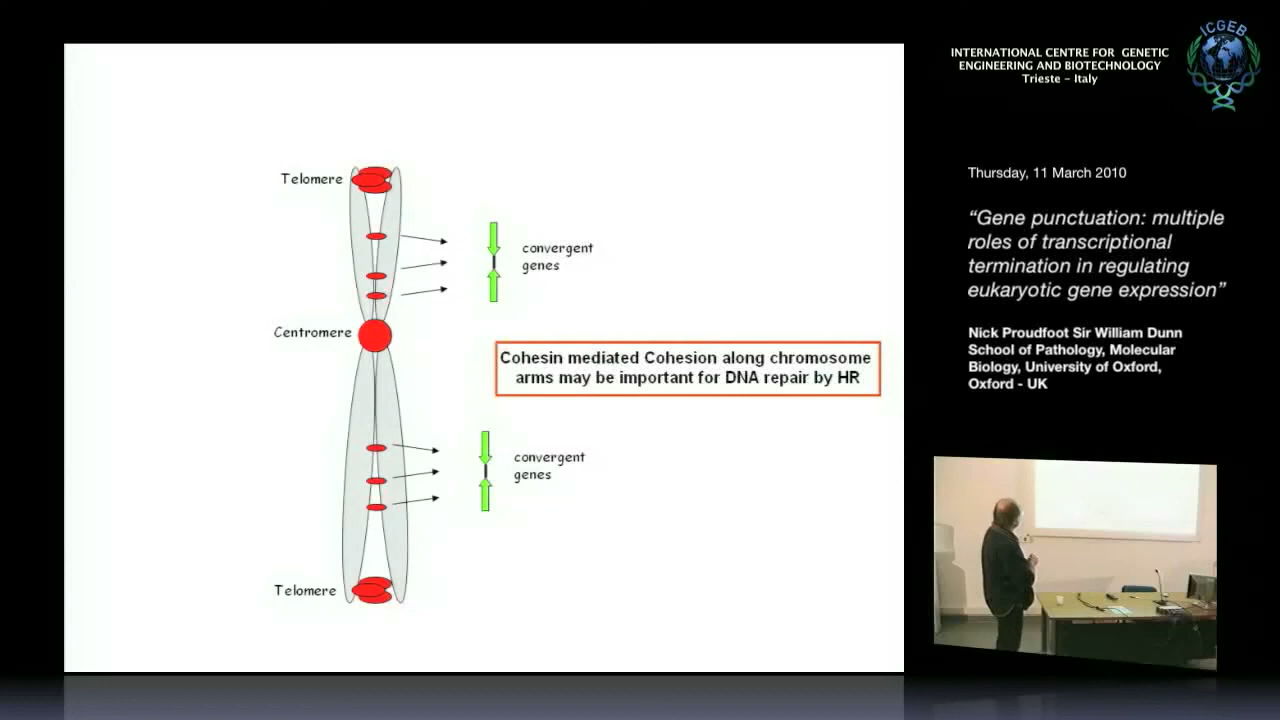 ICGEB
INTERNATIONAL CENTRE FOR GENETIC
ENGINEERING AND BIOTECHNOLOGY
Trieste - Italy
Thursday, 11 March 2010
“Gene punctuation: multiple
roles of transcriptional
termination in regulating
eukaryotic gene expression”
Nick Proudfoot Sir William Dunn
School of Pathology, Molecular
Biology, University of Oxford,
Oxford - UK
Telomere
convergent
genes
Centromere
Cohesin mediated Cohesion along chromosome
arms may be important for DNA repair by HR
convergent
genes
Telomere